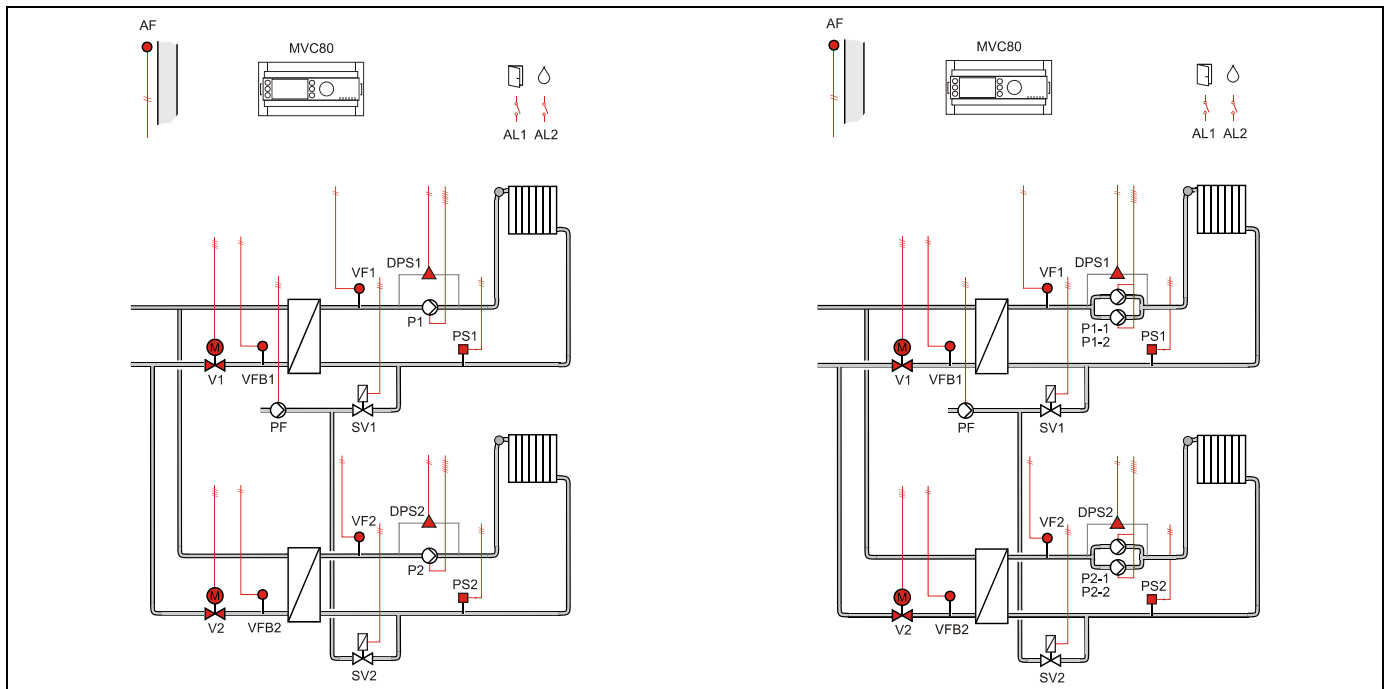 AF
MVC80
AL1 AL2
VF1
DPS1
P1
PS1
M
V1
VFB1
PF
SV1
VF2
DPS2
P2
PS2
M
V2
VFB2
SV2
AF
MVC80
AL1 AL2
VF1
DPS1
P1-1
P1-2
PS1
M
V1
VFB1
PF
SV1
VF2
DPS2
P2-1
P2-2
PS2
M
V2
VFB2
SV2